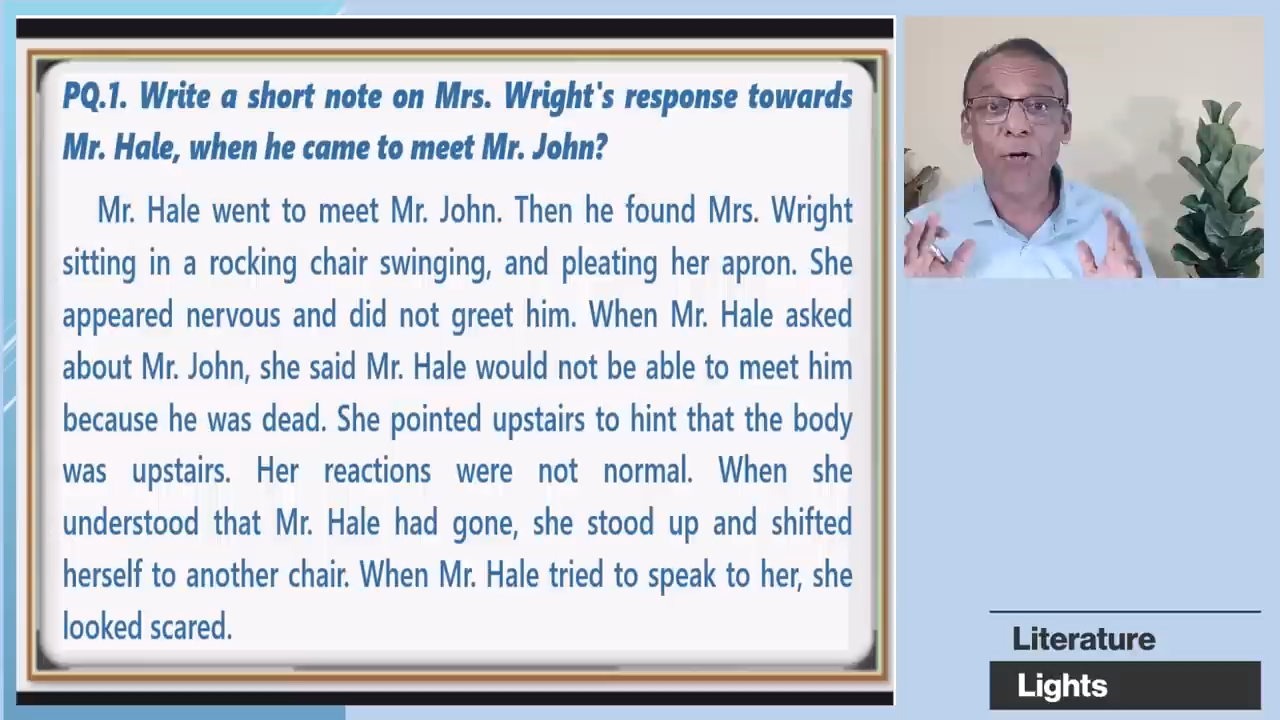 PQ.1. Write a short note on Mrs. Wright's response towards
Mr. Hale, when he came to meet Mr. John?
Mr. Hale went to meet Mr. John. Then he found Mrs. Wright
sitting in a rocking chair swinging, and pleating her apron. She
appeared nervous and did not greet him. When Mr. Hale asked
about Mr. John, she said Mr. Hale would not be able to meet him
because he was dead. She pointed upstairs to hint that the body
was upstairs. Her reactions were not normal. When she
understood that Mr. Hale had gone, she stood up and shifted
herself to another chair. When Mr. Hale tried to speak to her, she
looked scared.
Literature
Lights